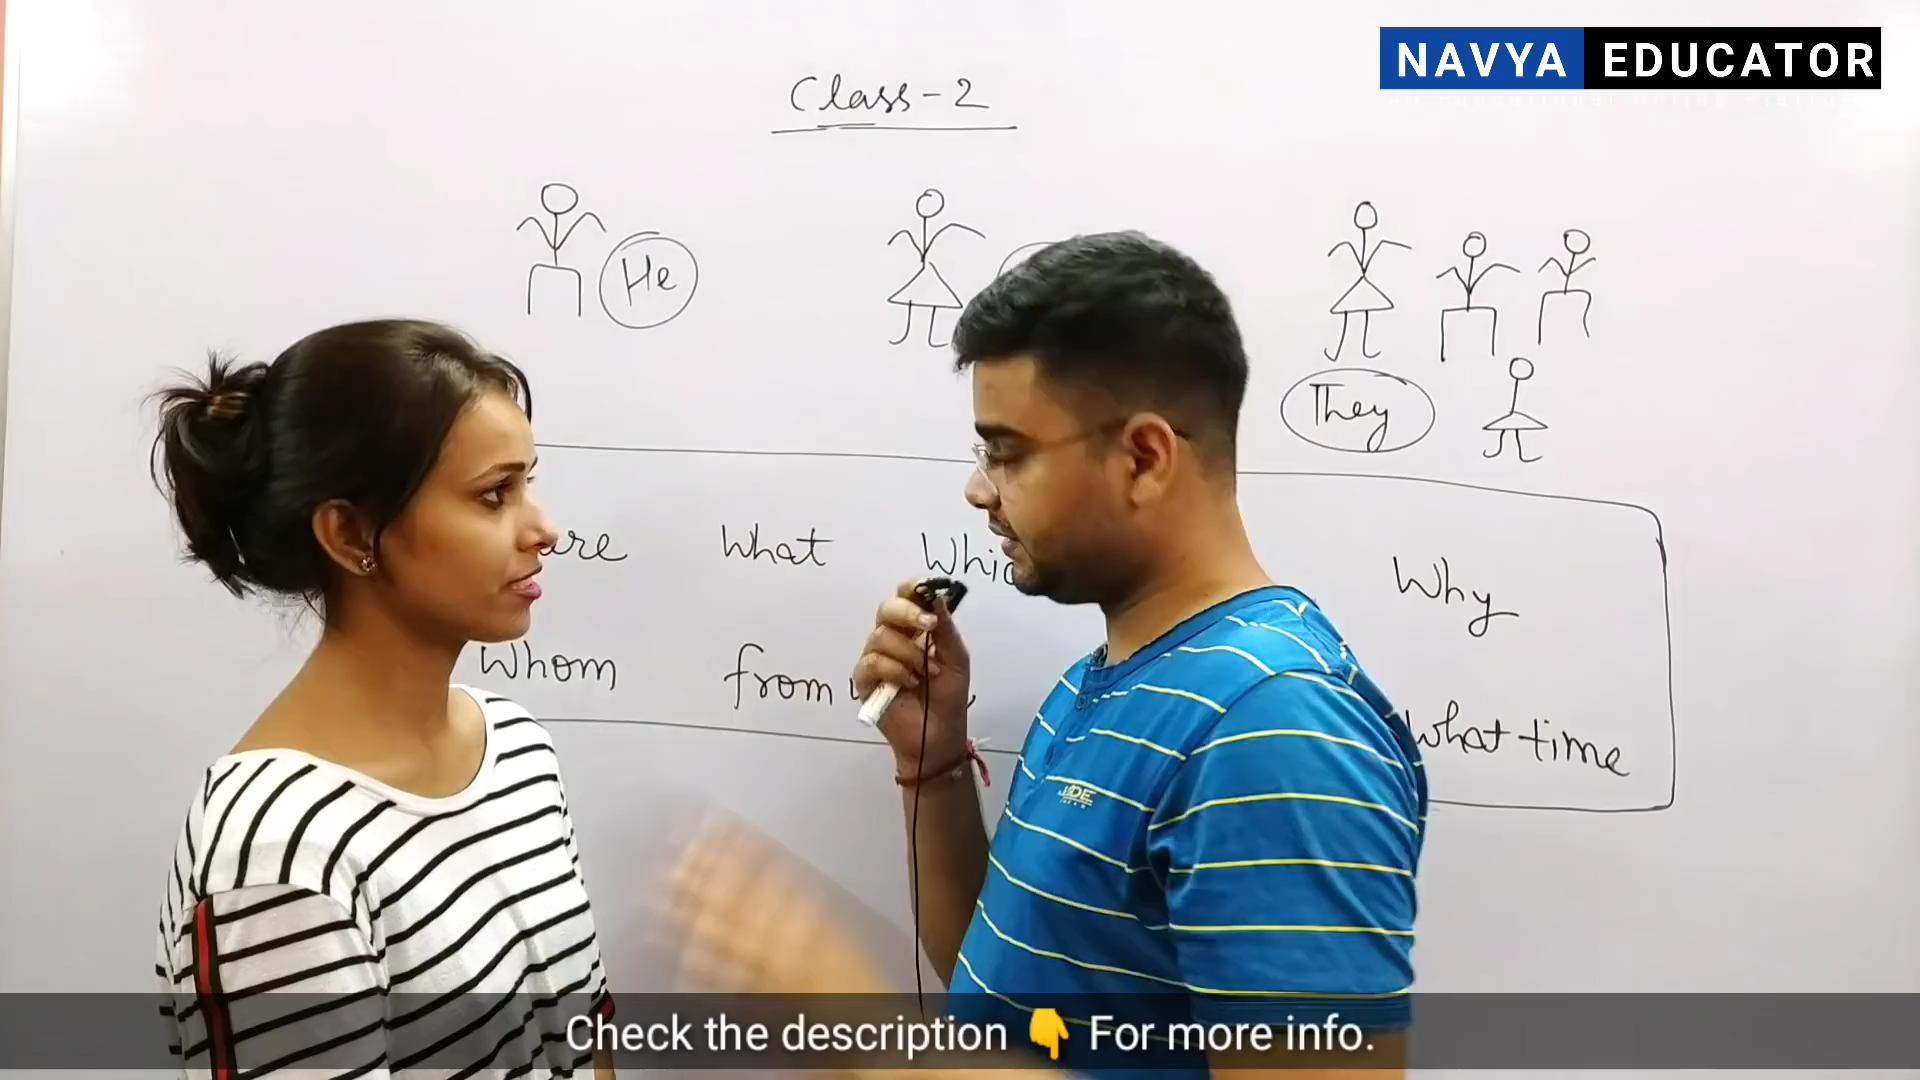 NAVYA EDUCATOR
Class-2
He
They
What Why
Whom from What time
Check the description 👇 For more info.